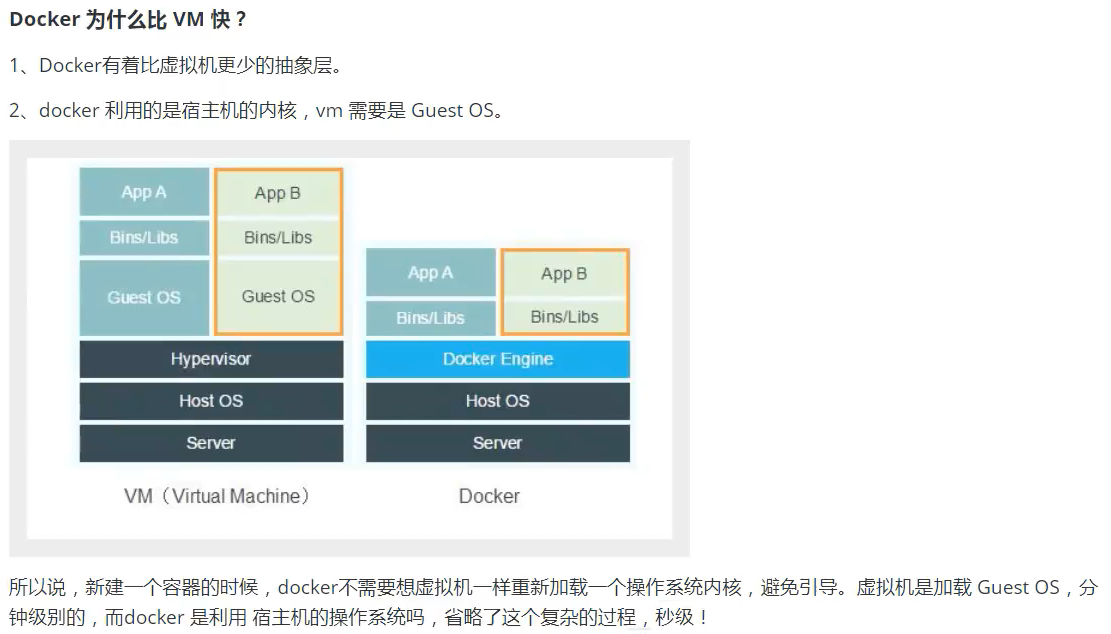 Docker 为什么比 VM 快？
1、Docker有着比虚拟机更少的抽象层。
2、docker 利用的是宿主机的内核，vm 需要是 Guest OS。
App A
App B
Bins/Libs
Bins/Libs
Guest OS
Guest OS
Hypervisor
Host OS
Server
VM（Virtual Machine）
App A
App B
Bins/Libs
Bins/Libs
Docker Engine
Host OS
Server
Docker
所以说，新建一个容器的时候，docker不需要想虚拟机一样重新加载一个操作系统内核，避免引导。虚拟机是加载 Guest OS，分
钟级别的，而docker 是利用 宿主机的操作系统吗，省略了这个复杂的过程，秒级！